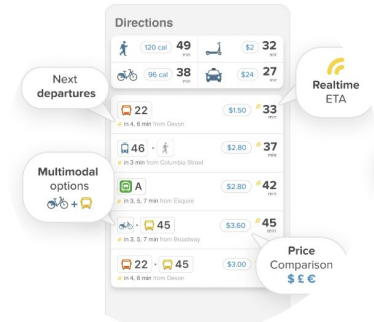 Directions
120 cal 49 min
$2 32 min
96 cal 38 min
$24 27 min
Next
departures
Realtime
ETA
22 $1.50 33 min
in 4, 6 min from Devon
46 $2.80 37 min
in 3 min from Columbia Street
Multimodal
options
+
A $2.80 42 min
in 3, 5, 7 min from Esquire
45 $3.60 45 min
in 3, 5, 7 min from Broadway
Price
Comparison
$ £ €
22 45 $3.00
in 4, 6 min from Devon